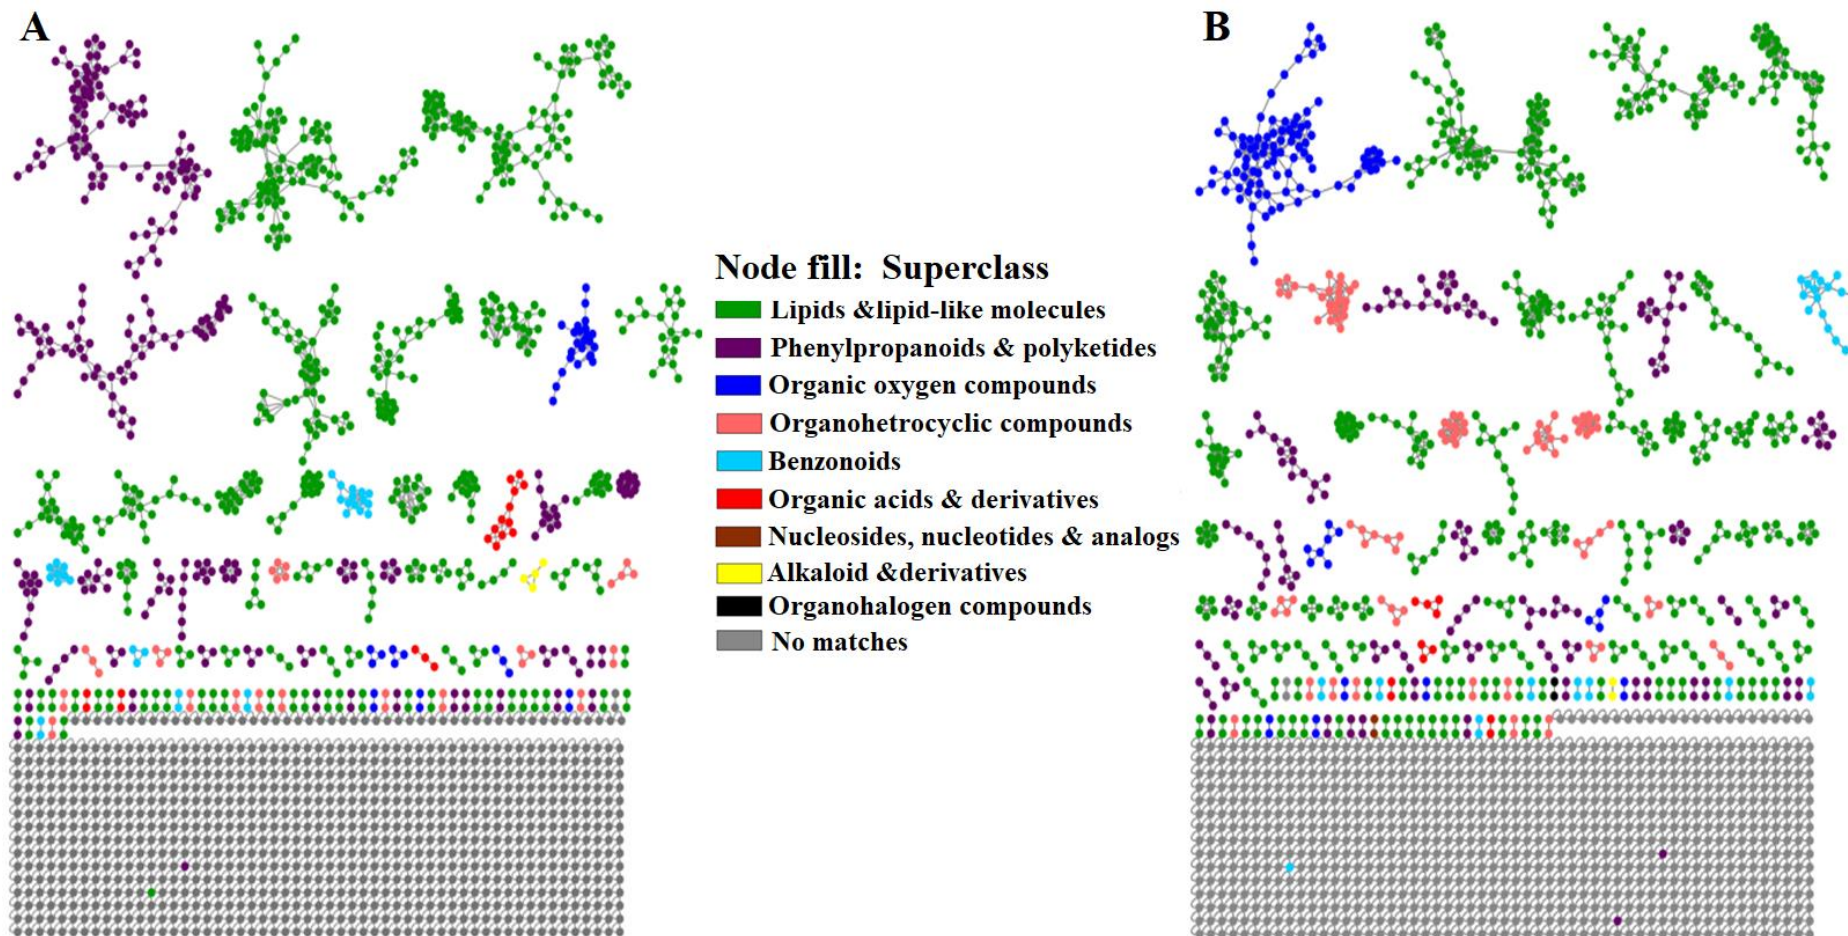 A
B
Node fill: Superclass
Lipids &lipid-like molecules
Phenylpropanoids & polyketides
Organic oxygen compounds
Organohetrocyclic compounds
Benzonoids
Organic acids & derivatives
Nucleosides, nucleotides & analogs
Alkaloid &derivatives
Organohalogen compounds
No matches